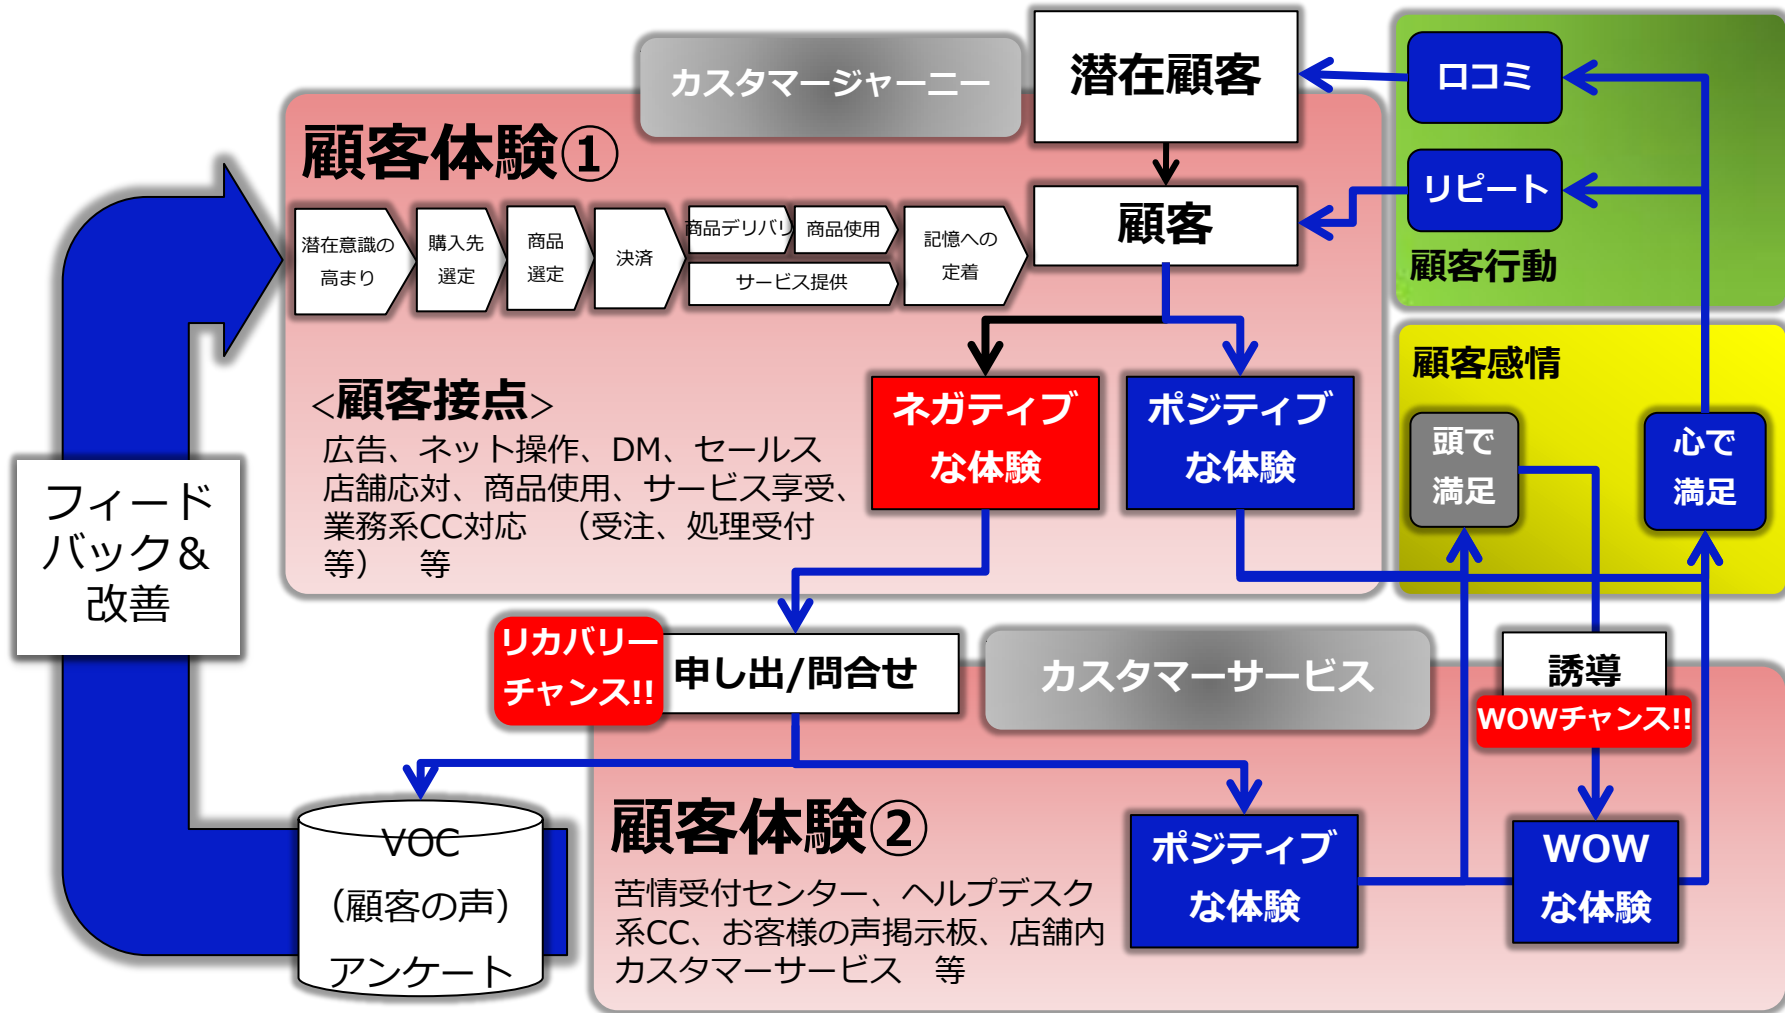 カスタマージャーニー
潜在顧客
口コミ
顧客体験①
リピート
顧客
顧客行動
潜在意識の
高まり
購入先
選定
商品
選定
決済
商品デリバリ
商品使用
サービス提供
記憶への
定着
<顧客接点>
広告、ネット操作、DM、セールス
店舗応対、商品使用、サービス享受、
業務系CC対応　（受注、処理受付
等）　等
ネガティブ
な体験
ポジティブ
な体験
顧客感情
頭で
満足
心で
満足
フィード
バック&
改善
リカバリー
チャンス!!
申し出/問合せ
カスタマーサービス
誘導
WOWチャンス!!
顧客体験②
苦情受付センター、ヘルプデスク
系CC、お客様の声掲示板、店舗内
カスタマーサービス　等
ポジティブ
な体験
WOW
な体験
VOC
（顧客の声）
アンケート